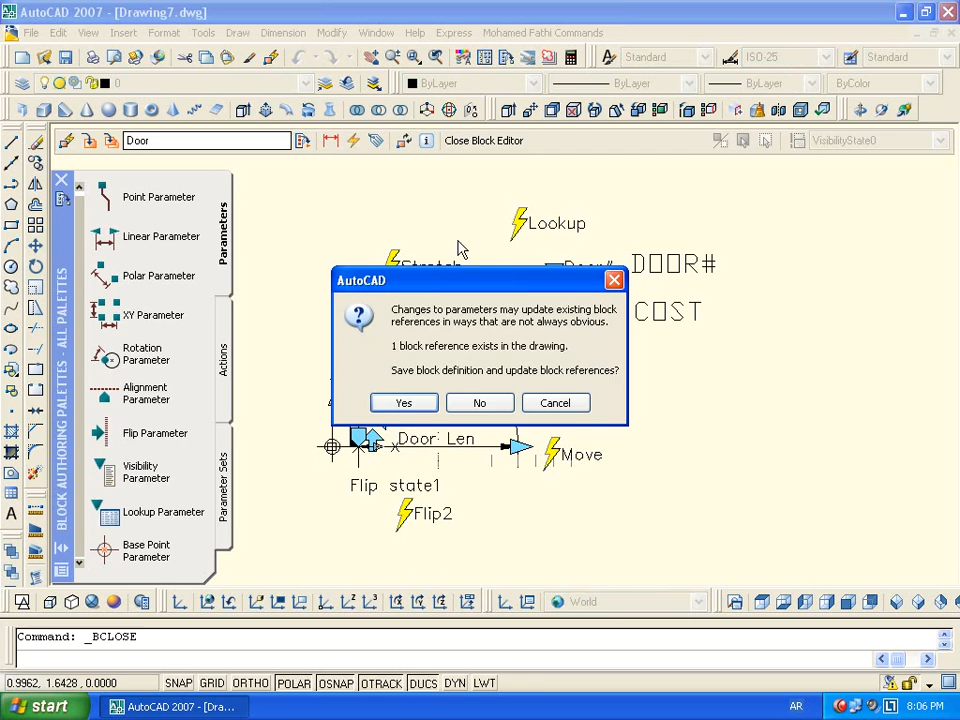 AutoCAD 2007 - [Drawing7.dwg]
File Edit View Insert Format Tools Draw Dimension Modify Window Help Express Mohamed Fathi Commands
Standard ISO-25 Standard
0 ByLayer ByLayer ByLayer ByColor
Door Close Block Editor VisibilityState0
Point Parameter
Linear Parameter
Polar Parameter
XY Parameter
Rotation
Parameter
Alignment
Parameter
Flip Parameter
Visibility
Parameter
Lookup Parameter
Base Point
Parameter
Parameters
Actions
Parameter Sets
BLOCK AUTHORING PALETTES - ALL PALETTES
Lookup
DOOR#
COST
AutoCAD
Changes to parameters may update existing block
references in ways that are not always obvious.
1 block reference exists in the drawing.
Save block definition and update block references?
Yes No Cancel
Door Len
Move
Flip state1
Flip2
World
Command: _BCLOSE
0.9962, 1.6428, 0.0000 SNAP GRID ORTHO POLAR OSNAP OTRACK DUCS DYN LWT
start AutoCAD 2007 - [Dra... AR 8:06 PM